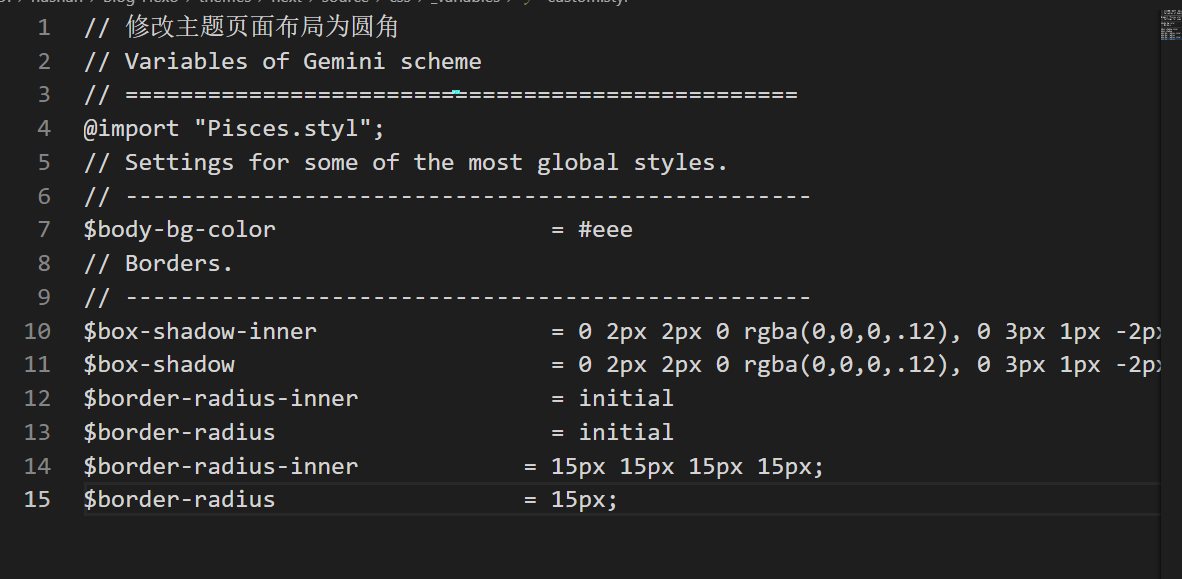 1 // 修改主题页面布局为圆角
2 // Variables of Gemini scheme
3 // =================================================
4 @import "Pisces.styl";
5 // Settings for some of the most global styles.
6 // --------------------------------------------------
7 $body-bg-color = #eee
8 // Borders.
9 // --------------------------------------------------
10 $box-shadow-inner = 0 2px 2px 0 rgba(0,0,0,.12), 0 3px 1px -2px
11 $box-shadow = 0 2px 2px 0 rgba(0,0,0,.12), 0 3px 1px -2px
12 $border-radius-inner = initial
13 $border-radius = initial
14 $border-radius-inner = 15px 15px 15px 15px;
15 $border-radius = 15px;